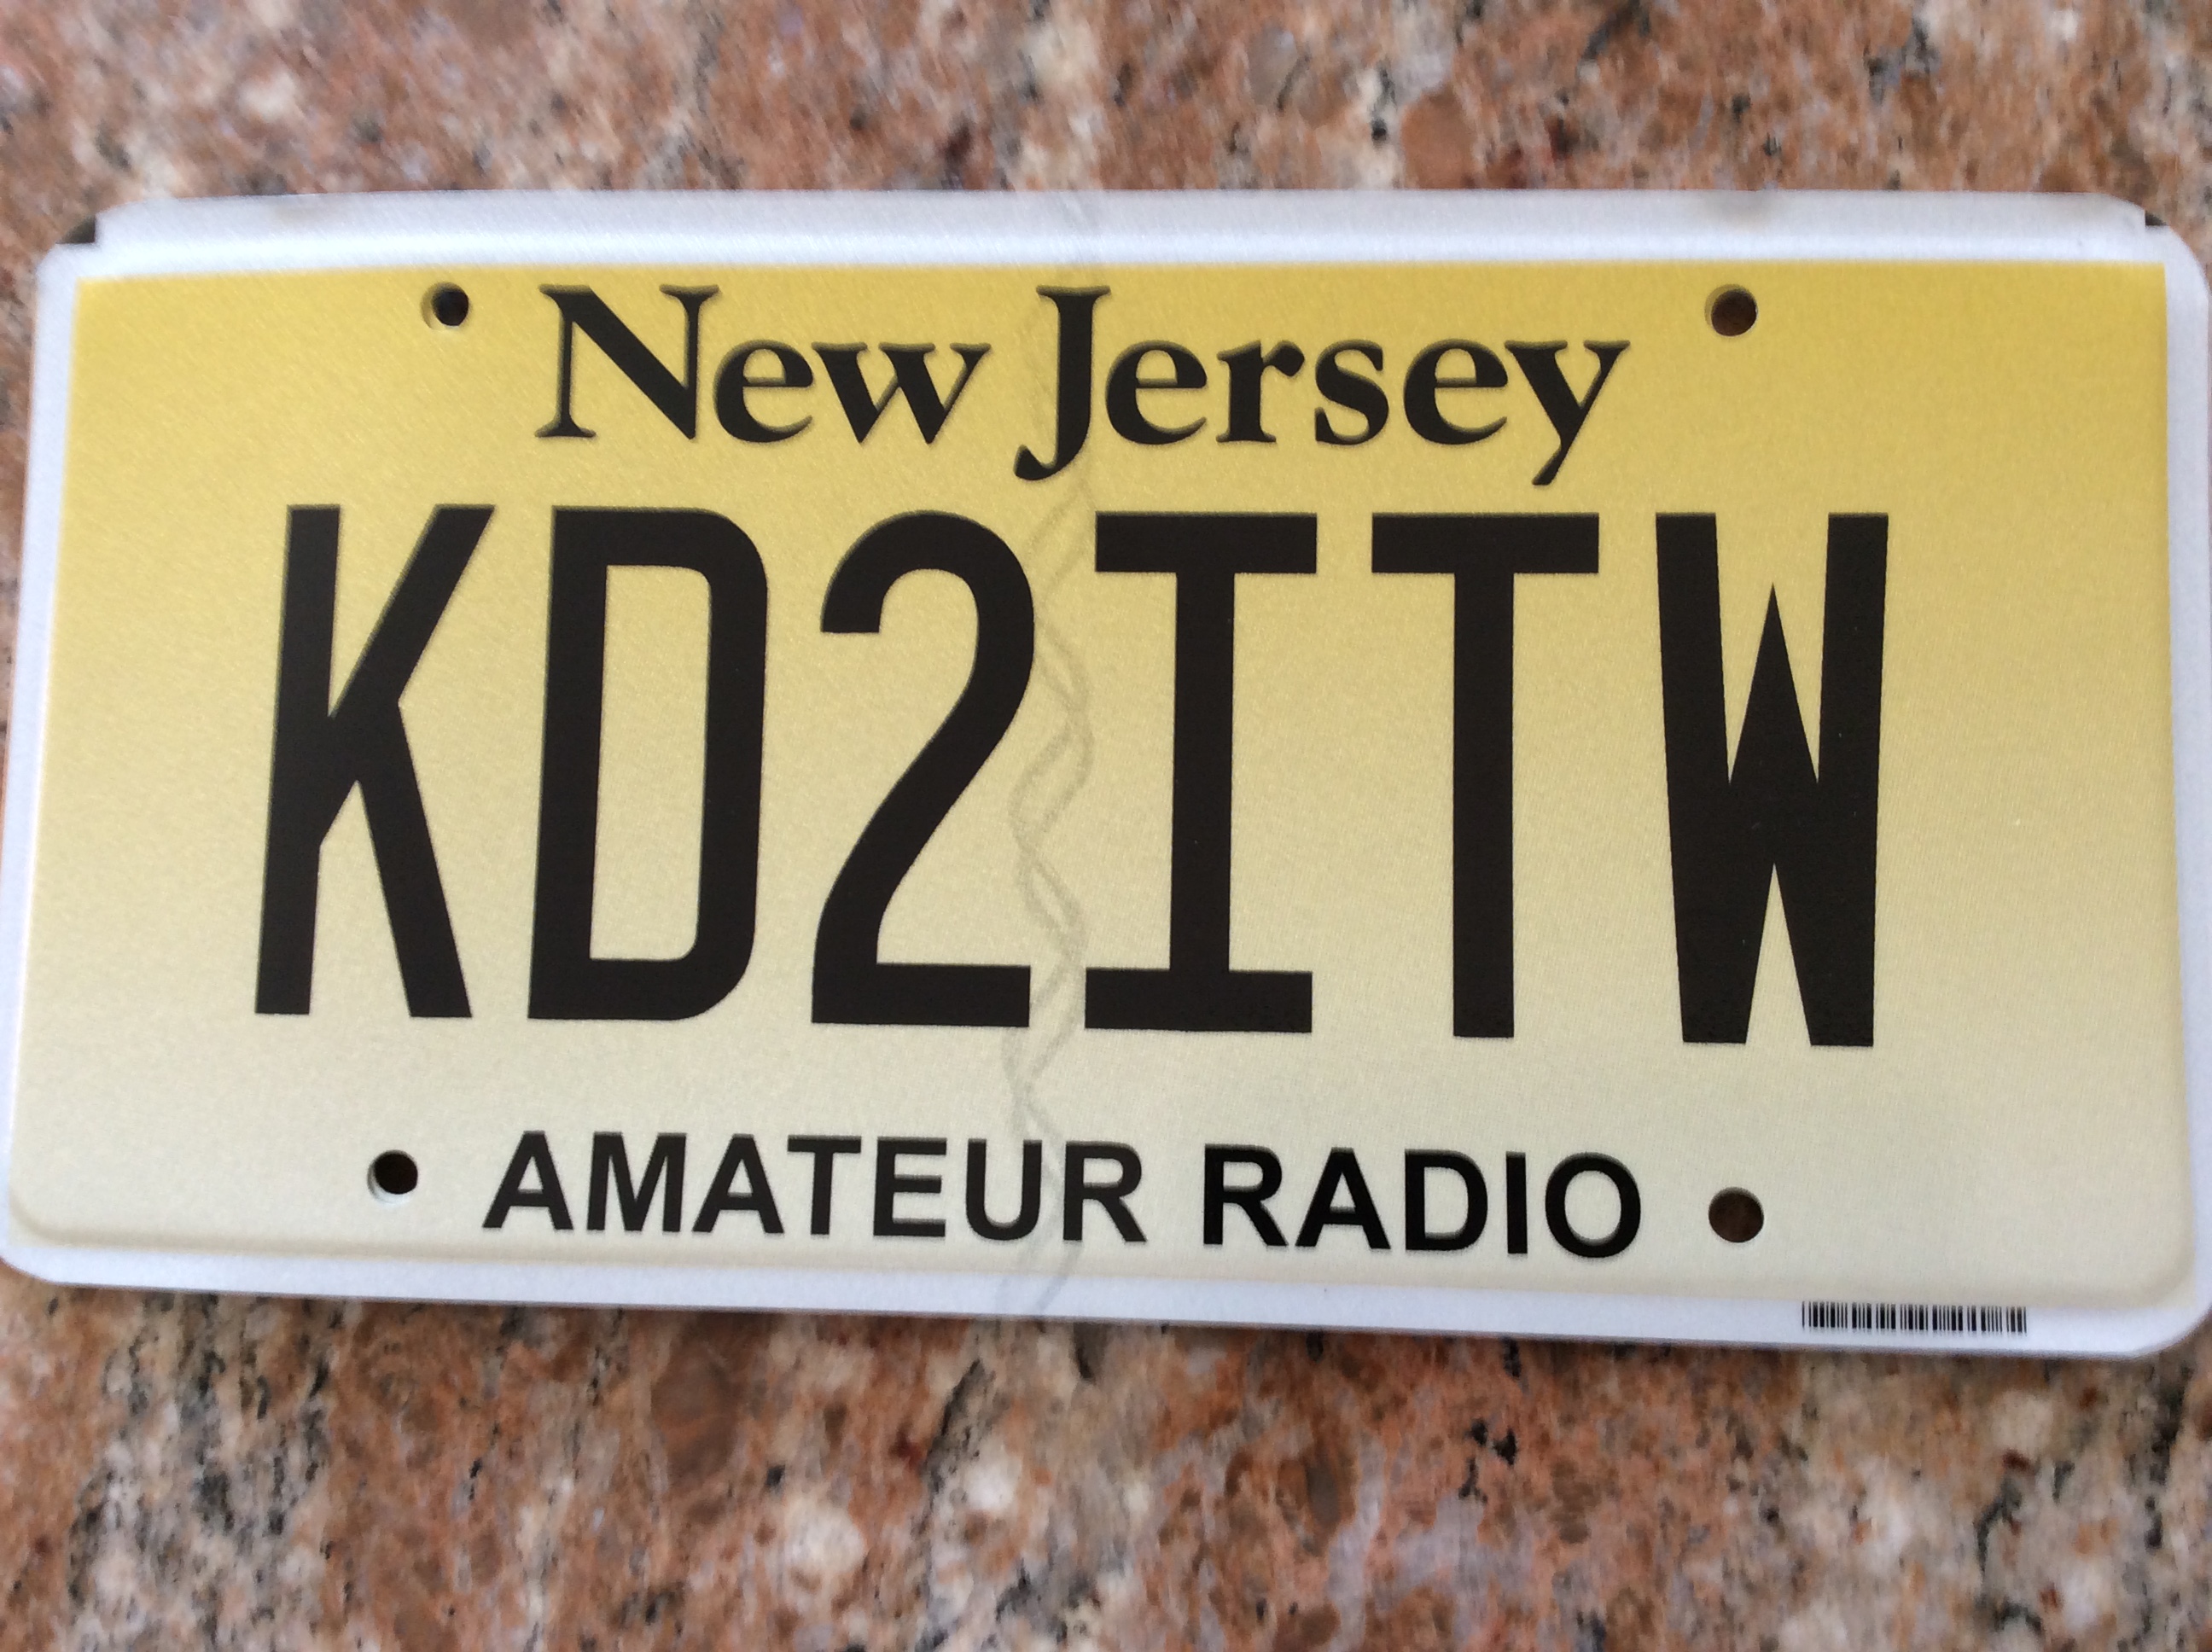 New Jersey
KD2ITW
AMATEUR RADIO